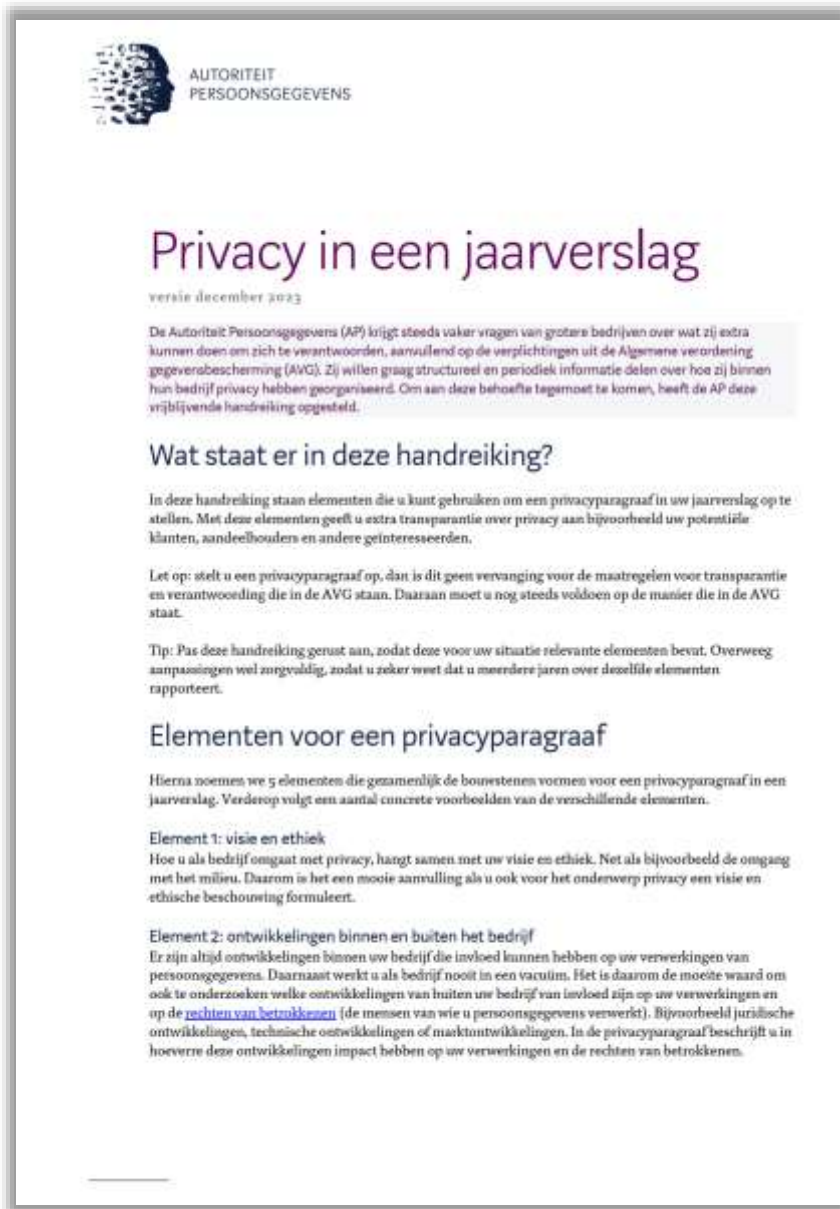 AUTORITEIT
PERSOONSGEGEVENS
Privacy in een jaarverslag
versie december 2023
De Autoriteit Persoonsgegevens (AP) krijgt steeds vaker vragen van grotere bedrijven over wat zij extra
kunnen doen om zich te verantwoorden, aanvullend op de verplichtingen uit de Algemene verordening
gegevensbescherming (AVG). Zij willen graag structureel en periodiek informatie delen over hoe zij binnen
hun bedrijf privacy hebben georganiseerd. Om aan deze behoefte tegemoet te komen, heeft de AP deze
vrijblijvende handreiking opgesteld.
Wat staat er in deze handreiking?
In deze handreiking staan elementen die u kunt gebruiken om een privacyparagraaf in uw jaarverslag op te
stellen. Met deze elementen geeft u extra transparantie over privacy aan bijvoorbeeld uw potentiële
klanten, aandeelhouders en andere geïnteresseerden.
Let op: stelt u een privacyparagraaf op, dan is dit geen vervanging voor de maatregelen voor transparantie
en verantwoording die in de AVG staan. Daaraan moet u nog steeds voldoen op de manier die in de AVG
staat.
Tip: Pas deze handreiking gerust aan, zodat deze voor uw situatie relevante elementen bevat. Overweeg
aanpassingen wel zorgvuldig, zodat u zeker weet dat u meerdere jaren over dezelfde elementen
rapporteert.
Elementen voor een privacyparagraaf
Hierna noemen we 5 elementen die gezamenlijk de bouwstenen vormen voor een privacyparagraaf in een
jaarverslag. Verderop volgt een aantal concrete voorbeelden van de verschillende elementen.
Element 1: visie en ethiek
Hoe u als bedrijf omgaat met privacy, hangt samen met uw visie en ethiek. Net als bijvoorbeeld de omgang
met het milieu. Daarom is het een mooie aanvulling als u ook voor het onderwerp privacy een visie en
ethische beschouwing formuleert.
Element 2: ontwikkelingen binnen en buiten het bedrijf
Er zijn altijd ontwikkelingen binnen uw bedrijf die invloed kunnen hebben op uw verwerkingen van
persoonsgegevens. Daarnaast werkt u als bedrijf nooit in een vacuüm. Het is daarom de moeite waard om
ook te onderzoeken welke ontwikkelingen van buiten uw bedrijf van invloed zijn op uw verwerkingen en
op de rechten van betrokkenen (de mensen van wie u persoonsgegevens verwerkt). Bijvoorbeeld juridische
ontwikkelingen, technische ontwikkelingen of marktontwikkelingen. In de privacyparagraaf beschrijft u in
hoeverre deze ontwikkelingen impact hebben op uw verwerkingen en de rechten van betrokkenen.